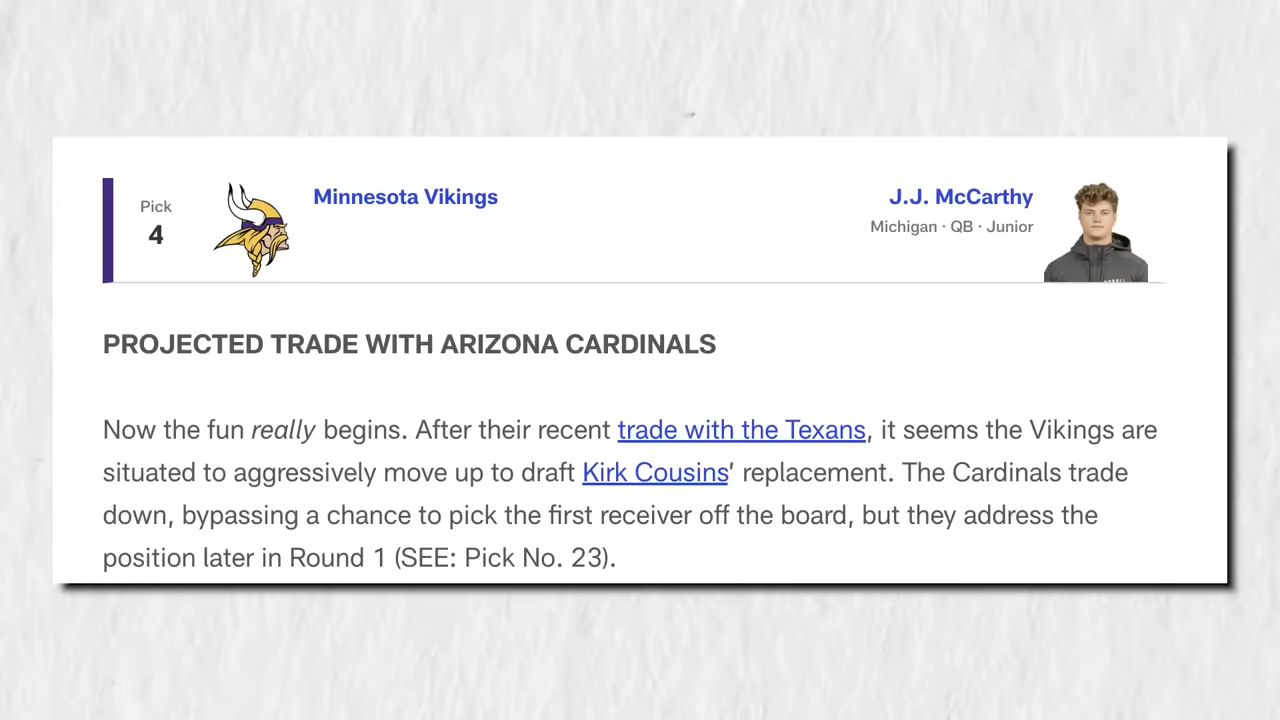 Pick
4
Minnesota Vikings
J.J. McCarthy
Michigan · QB · Junior
PROJECTED TRADE WITH ARIZONA CARDINALS
Now the fun really begins. After their recent trade with the Texans, it seems the Vikings are
situated to aggressively move up to draft Kirk Cousins’ replacement. The Cardinals trade
down, bypassing a chance to pick the first receiver off the board, but they address the
position later in Round 1 (SEE: Pick No. 23).